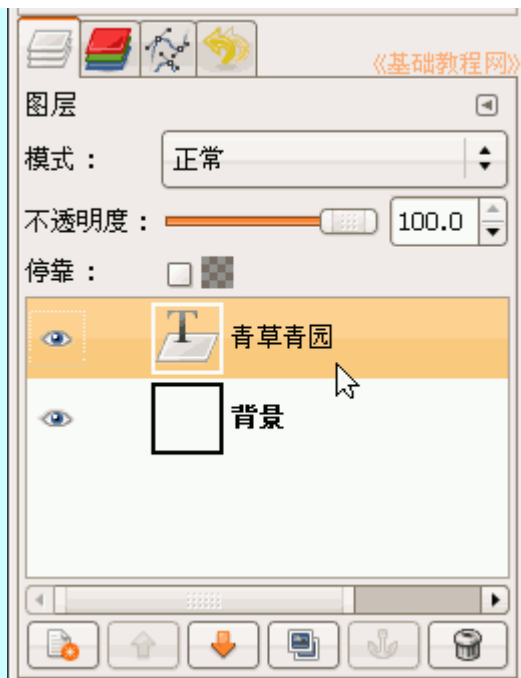 《基础教程网》
图层
模式：
正常
不透明度：
100.0
停靠：
青草青园
背景